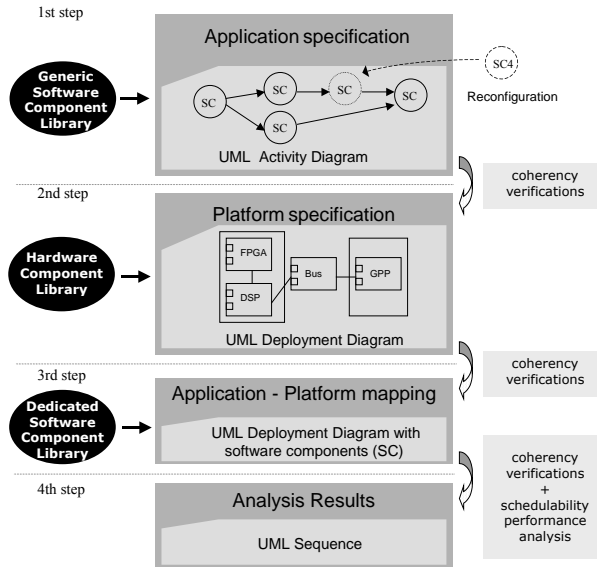 1st step
Application specification
Generic
Software
Component
Library
SC
SC
SC
SC
SC
SC4
Reconfiguration
UML Activity Diagram
coherency
verifications
2nd step
Platform specification
Hardware
Component
Library
FPGA
DSP
Bus
GPP
UML Deployment Diagram
coherency
verifications
3rd step
Application - Platform mapping
Dedicated
Software
Component
Library
UML Deployment Diagram with
software components (SC)
coherency
verifications
+
schedulability
performance
analysis
4th step
Analysis Results
UML Sequence